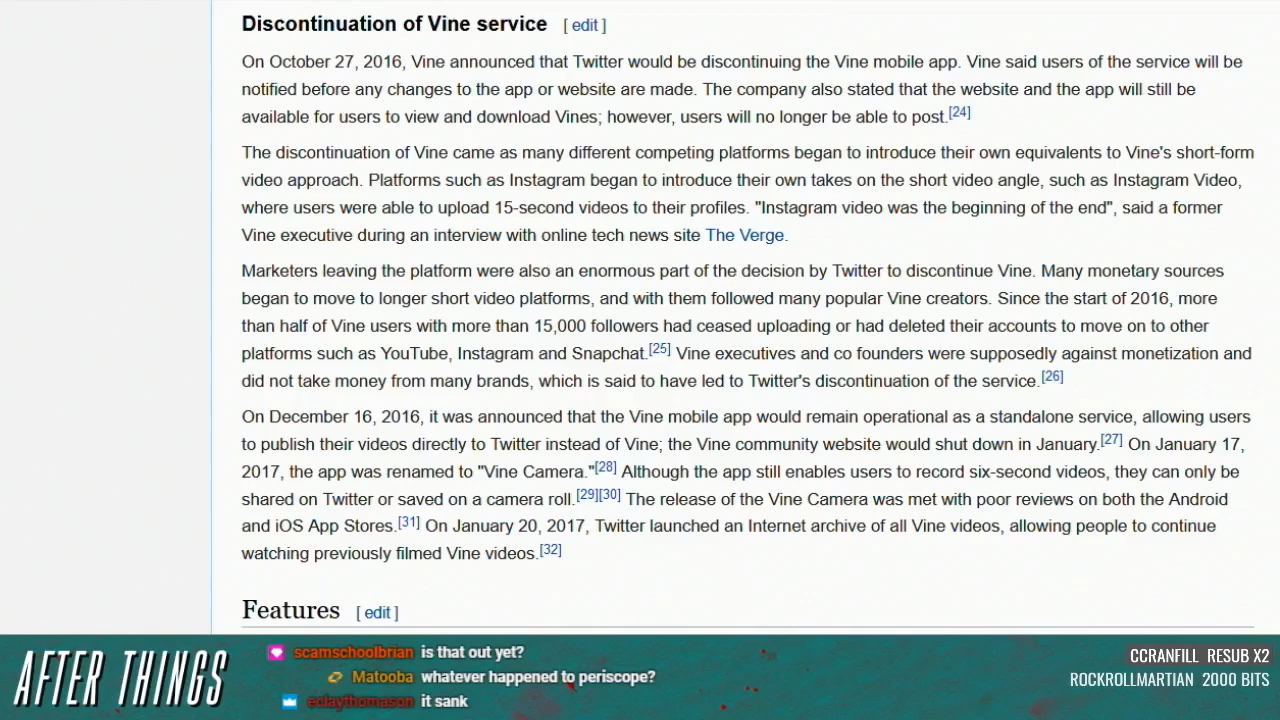 Discontinuation of Vine service [ edit ]
On October 27, 2016, Vine announced that Twitter would be discontinuing the Vine mobile app. Vine said users of the service will be
notified before any changes to the app or website are made. The company also stated that the website and the app will still be
available for users to view and download Vines; however, users will no longer be able to post.[24]
The discontinuation of Vine came as many different competing platforms began to introduce their own equivalents to Vine's short-form
video approach. Platforms such as Instagram began to introduce their own takes on the short video angle, such as Instagram Video,
where users were able to upload 15-second videos to their profiles. "Instagram video was the beginning of the end", said a former
Vine executive during an interview with online tech news site The Verge.
Marketers leaving the platform were also an enormous part of the decision by Twitter to discontinue Vine. Many monetary sources
began to move to longer short video platforms, and with them followed many popular Vine creators. Since the start of 2016, more
than half of Vine users with more than 15,000 followers had ceased uploading or had deleted their accounts to move on to other
platforms such as YouTube, Instagram and Snapchat.[25] Vine executives and co founders were supposedly against monetization and
did not take money from many brands, which is said to have led to Twitter's discontinuation of the service.[26]
On December 16, 2016, it was announced that the Vine mobile app would remain operational as a standalone service, allowing users
to publish their videos directly to Twitter instead of Vine; the Vine community website would shut down in January.[27] On January 17,
2017, the app was renamed to "Vine Camera."[28] Although the app still enables users to record six-second videos, they can only be
shared on Twitter or saved on a camera roll.[29][30] The release of the Vine Camera was met with poor reviews on both the Android
and iOS App Stores.[31] On January 20, 2017, Twitter launched an Internet archive of all Vine videos, allowing people to continue
watching previously filmed Vine videos.[32]
Features [ edit ]
AFTER THINGS
scamschoolbrian is that out yet?
Matooba whatever happened to periscope?
eclaythomason it sank
CCRANFILL RESUB X2
ROCKROLLMARTIAN 2000 BITS